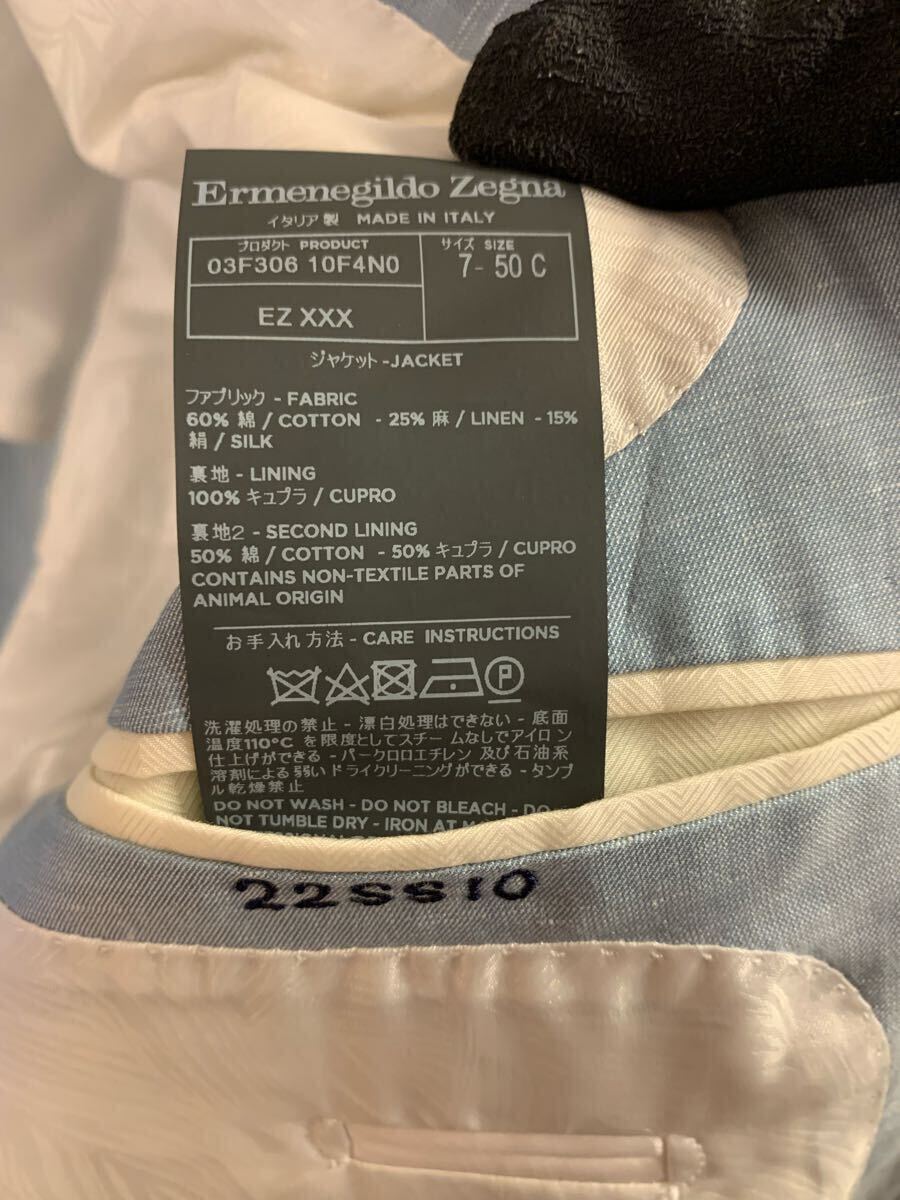 Ermenegildo Zegna
イタリア製 MADE IN ITALY
プロダクト PRODUCT
03F306 10F4N0
サイズ SIZE
7- 50 C
EZ XXX
ジャケット - JACKET
ファブリック - FABRIC
60% 綿 / COTTON - 25% 麻 / LINEN - 15%
絹 / SILK
裏地 - LINING
100% キュプラ / CUPRO
裏地2 - SECOND LINING
50% 綿 / COTTON - 50% キュプラ / CUPRO
CONTAINS NON-TEXTILE PARTS OF
ANIMAL ORIGIN
お手入れ方法 - CARE INSTRUCTIONS
P
洗濯処理の禁止 - 漂白処理はできない - 底面
温度110°C を限度としてスチームなしでアイロン
仕上げができる - パークロロエチレン 及び石油系
溶剤による弱い ドライクリーニングができる - タンブ
ル乾燥禁止
DO NOT WASH - DO NOT BLEACH - DO
NOT TUMBLE DRY - IRON AT
22SS10